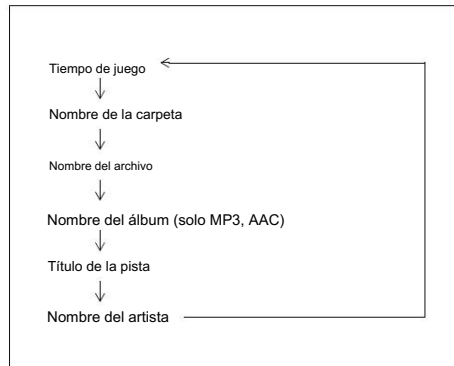 Tiempo de juego
Nombre de la carpeta
Nombre del archivo
Nombre del álbum (solo MP3, AAC)
Título de la pista
Nombre del artista